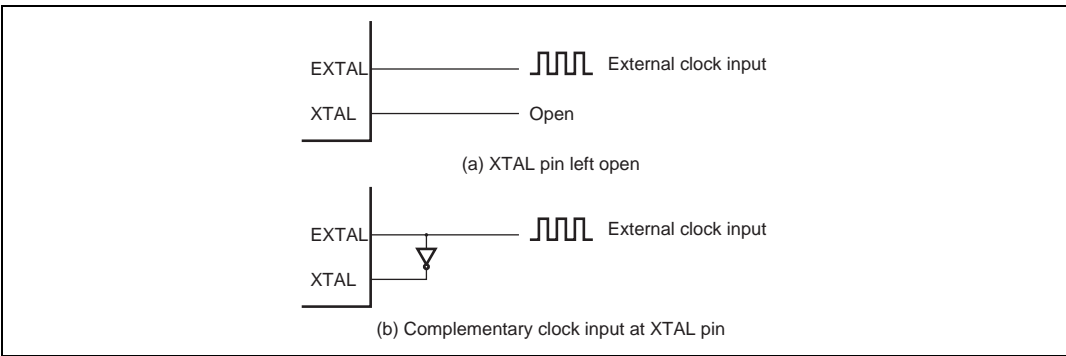 EXTAL External clock input
XTAL Open
(a) XTAL pin left open
EXTAL External clock input
XTAL
(b) Complementary clock input at XTAL pin